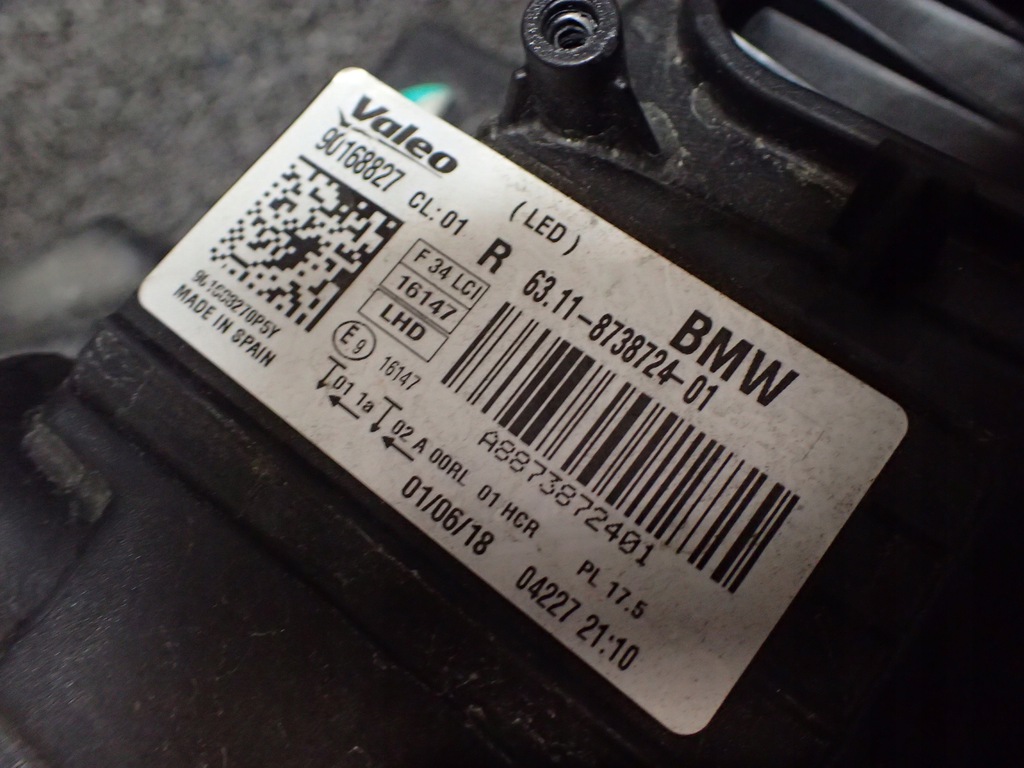 Valeo
90168827 CL: 01
(LED)
R 63.11-8738724-01
BMW
F 34 LCI
16147
LHD
E9 16147
901688270PSY
MADE IN SPAIN
A8873872401
01 1a 02 A 00RL 01 HCR PL 17.5
01/06/18 04227 21:10